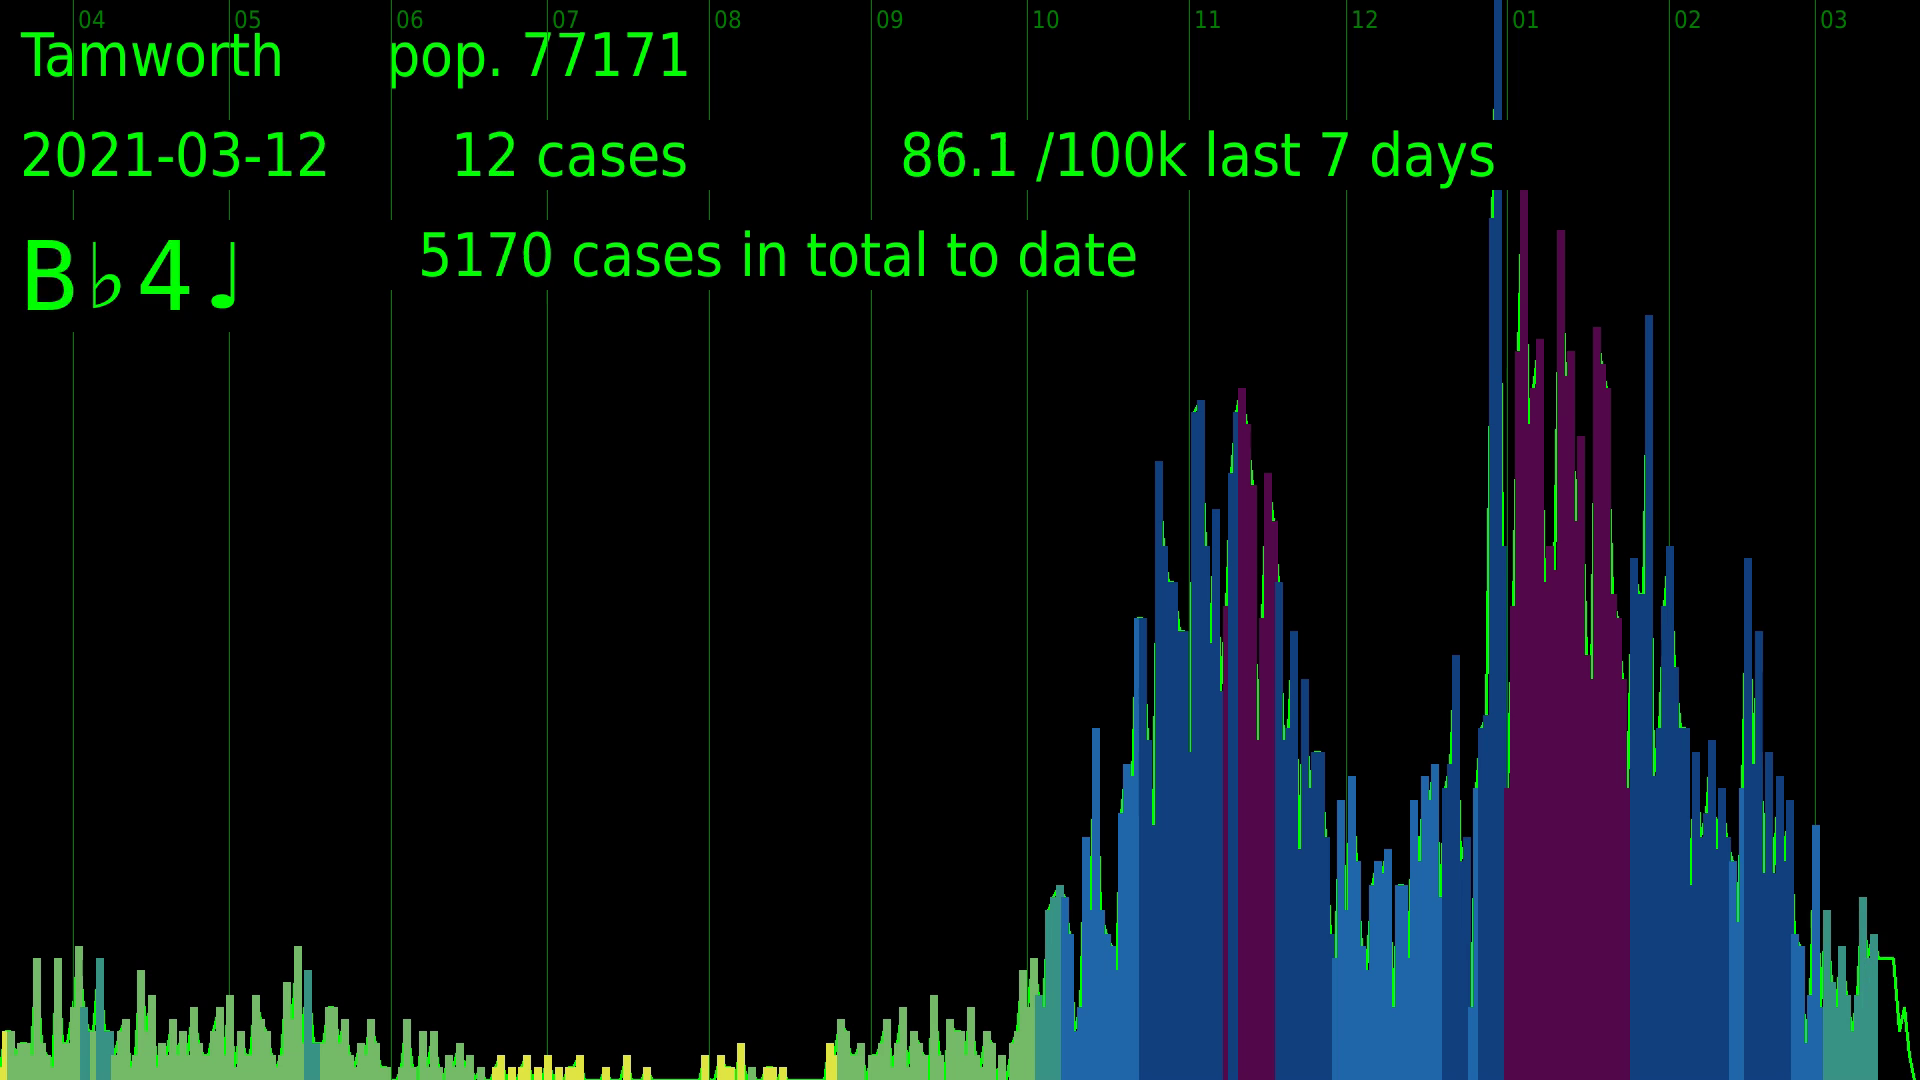 04 05 06 07 08 09 10 11 12 01 02 03
Tamworth pop. 77171
2021-03-12 12 cases 86.1 /100k last 7 days
B♭4 ♩ 5170 cases in total to date